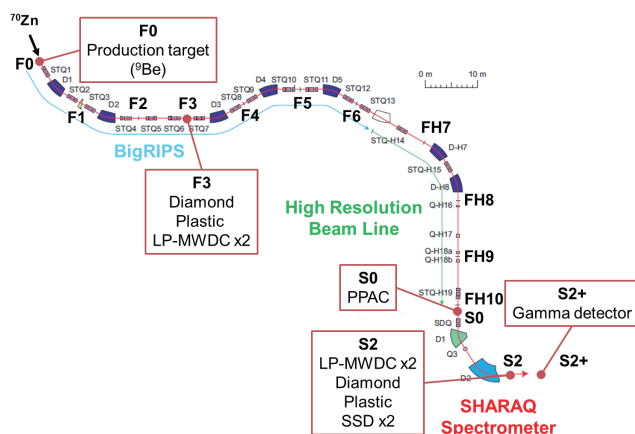 ⁷⁰Zn
F0
F0
Production target
(⁹Be)
STQ1
D1
STQ2
STQ3
F1
D2
F2
F3
STQ4
STQ5
STQ6
STQ7
D3
STQ8
F4
STQ9
D4
STQ10
F5
STQ11
D5
STQ12
F6
STQ13
STQ-H14
FH7
D-H7
STQ-H15
D-H8
FH8
Q-H16
Q-H17
Q-H18a
Q-H18b
FH9
STQ-H19
FH10
S0
SDQ
D1
Q3
D2
S2
S2+
0 m
10 m
BigRIPS
F3
Diamond
Plastic
LP-MWDC x2
High Resolution
Beam Line
S0
PPAC
S2+
Gamma detector
S2
LP-MWDC x2
Diamond
Plastic
SSD x2
SHARAQ
Spectrometer